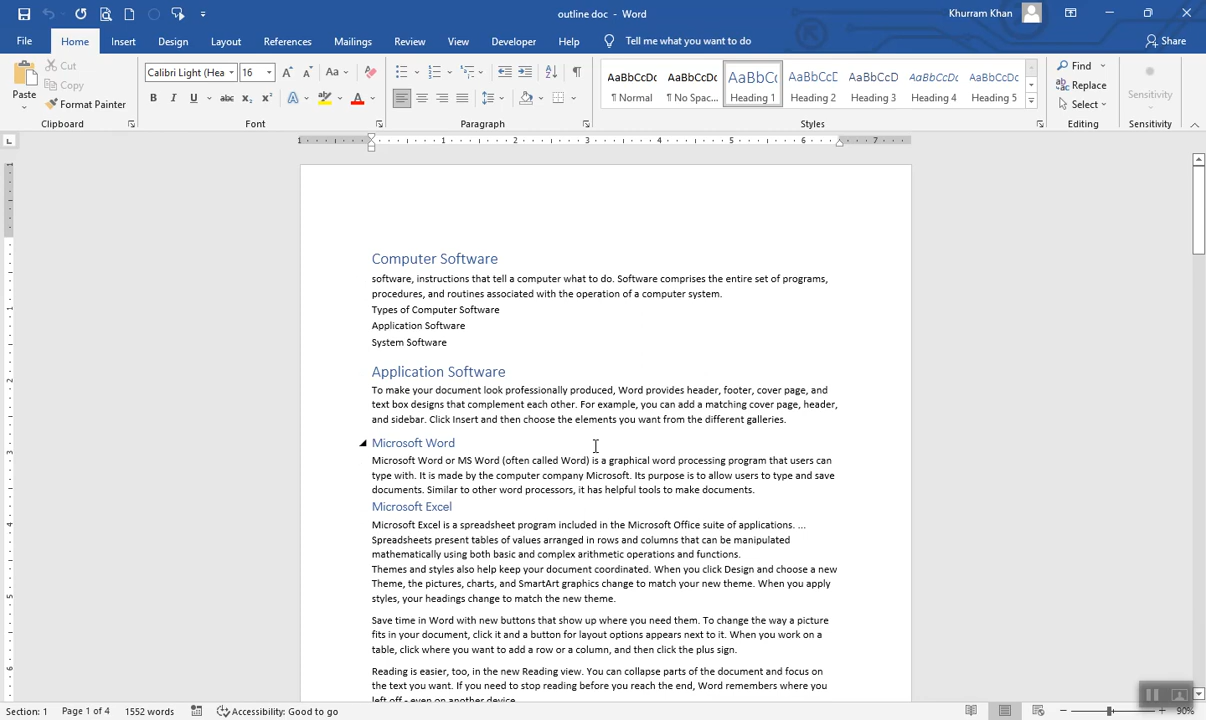 outline doc - Word
Khurram Khan
File Home Insert Design Layout References Mailings Review View Developer Help Tell me what you want to do Share
Paste
Cut
Copy
Format Painter
Calibri Light (Hea 16
AaBbCcDc AaBbCcDc AaBbCc AaBbCcE AaBbCcD AaBbCcDc AaBbCcDc
¶ Normal ¶ No Spac... Heading 1 Heading 2 Heading 3 Heading 4 Heading 5
Find
Replace
Select
Sensitivity
Clipboard Font Paragraph Styles Editing Sensitivity
1 1 2 3 4 5 6 7
Computer Software
software, instructions that tell a computer what to do. Software comprises the entire set of programs,
procedures, and routines associated with the operation of a computer system.
Types of Computer Software
Application Software
System Software
Application Software
To make your document look professionally produced, Word provides header, footer, cover page, and
text box designs that complement each other. For example, you can add a matching cover page, header,
and sidebar. Click Insert and then choose the elements you want from the different galleries.
Microsoft Word
Microsoft Word or MS Word (often called Word) is a graphical word processing program that users can
type with. It is made by the computer company Microsoft. Its purpose is to allow users to type and save
documents. Similar to other word processors, it has helpful tools to make documents.
Microsoft Excel
Microsoft Excel is a spreadsheet program included in the Microsoft Office suite of applications. ...
Spreadsheets present tables of values arranged in rows and columns that can be manipulated
mathematically using both basic and complex arithmetic operations and functions.
Themes and styles also help keep your document coordinated. When you click Design and choose a new
Theme, the pictures, charts, and SmartArt graphics change to match your new theme. When you apply
styles, your headings change to match the new theme.
Save time in Word with new buttons that show up where you need them. To change the way a picture
fits in your document, click it and a button for layout options appears next to it. When you work on a
table, click where you want to add a row or a column, and then click the plus sign.
Reading is easier, too, in the new Reading view. You can collapse parts of the document and focus on
the text you want. If you need to stop reading before you reach the end, Word remembers where you
left off - even on another device.
Section: 1 Page 1 of 4 1552 words Accessibility: Good to go 90%